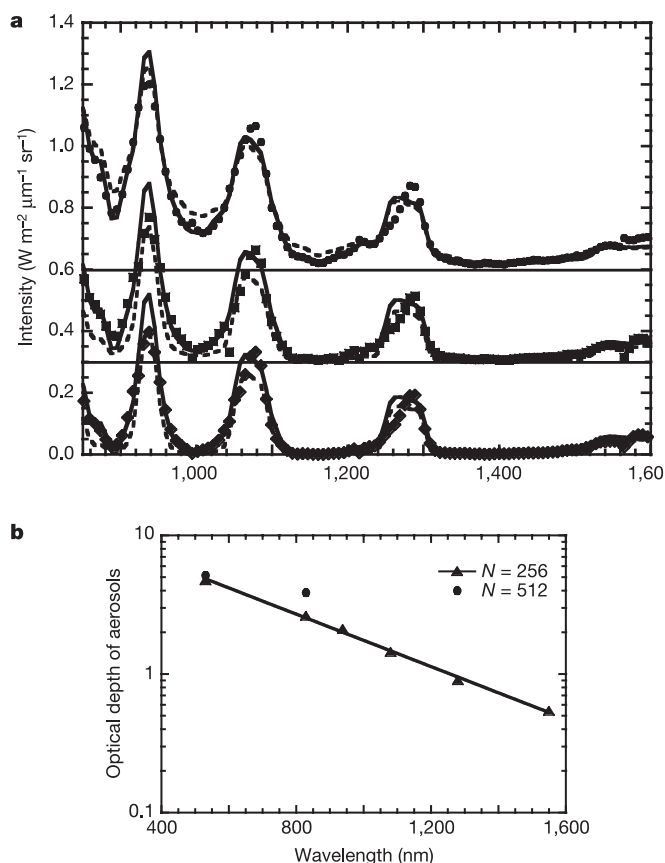 a
1.4
1.2
1.0
0.8
0.6
0.4
0.2
0.0
Intensity (W m⁻² μm⁻¹ sr⁻¹)
1,000 1,200 1,400 1,60
b
10
1
0.1
Optical depth of aerosols
N = 256
N = 512
400 800 1,200 1,600
Wavelength (nm)